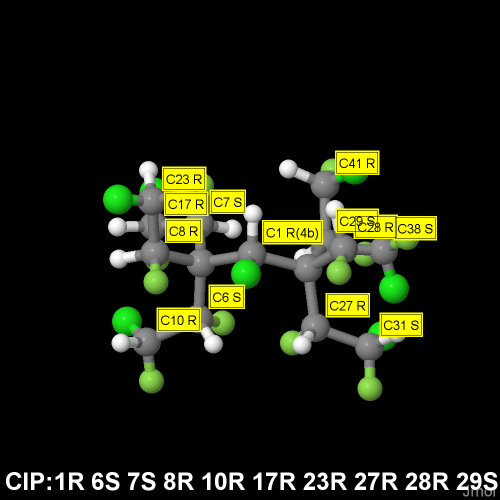 C41 R
C23 R
C17 R
C7 S
C29 S
C28 R
C38 S
C8 R
C1 R(4b)
C6 S
C27 R
C10 R
C31 S
CIP:1R 6S 7S 8R 10R 17R 23R 27R 28R 29S
Jmol